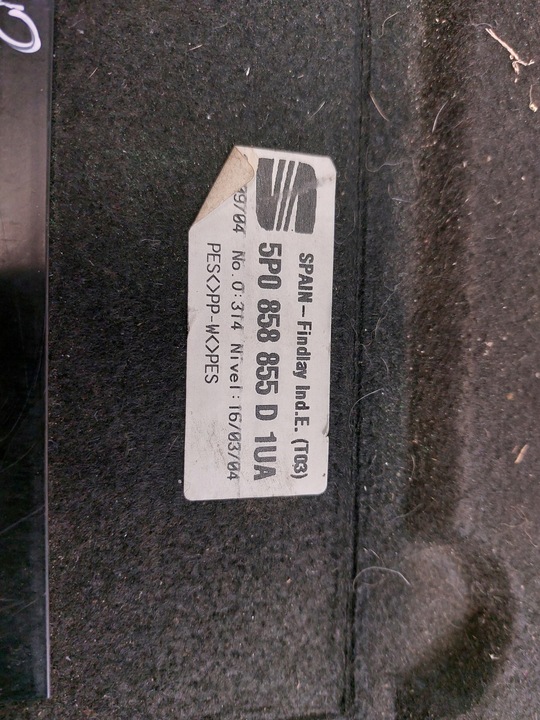 SPAIN – Findlay Ind.E. (T03)
5P0 858 855 D 1UA
9/04 No.0:314 Nivel: 16/03/04
PES<>PP-W<>PES